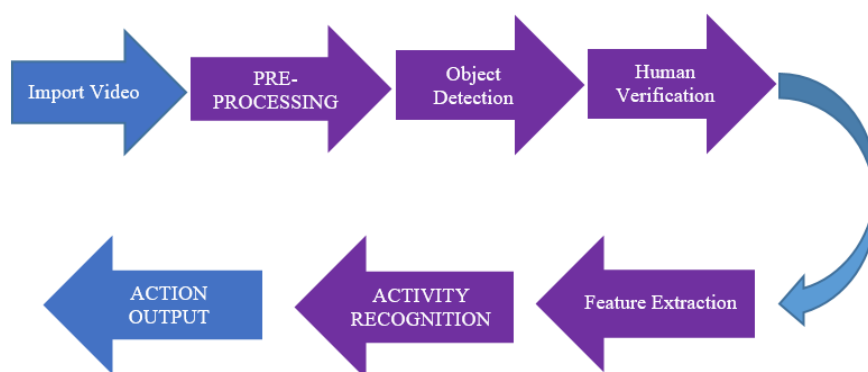 Import Video
PRE-
PROCESSING
Object
Detection
Human
Verification
Feature Extraction
ACTIVITY
RECOGNITION
ACTION
OUTPUT